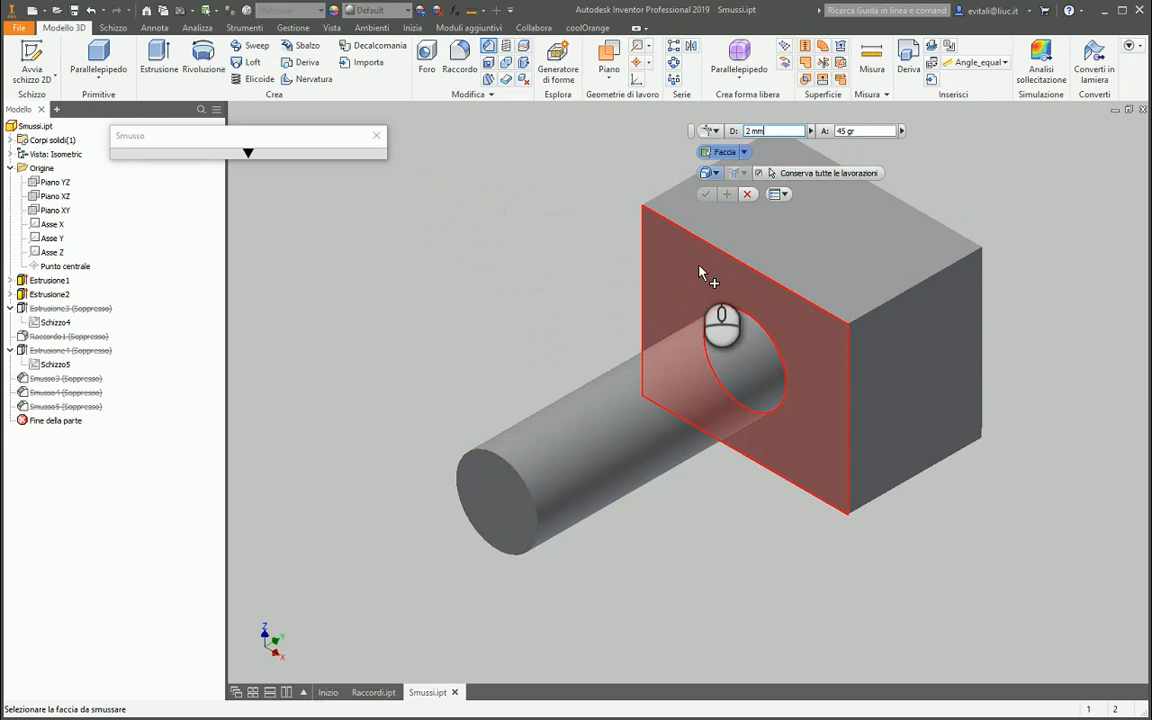 Default
Autodesk Inventor Professional 2019 Smussi.ipt
Ricerca Guida in linea e comand
evitali@liuc.it
File Modello 3D Schizzo Annota Analizza Strumenti Gestione Vista Ambienti Inizia Moduli aggiuntivi Collabora coolOrange
Avvia
schizzo 2D
Parallelepipedo
Estrusione
Rivoluzione
Sweep
Sbalzo
Decalcomania
Loft
Deriva
Importa
Elicoide
Nervatura
Foro
Raccordo
Generatore
di forme
Piano
Parallelepipedo
Misura
Deriva
Angle_equal
Analisi
sollecitazione
Converti in
lamiera
Schizzo Primitive Crea Modifica Esplora Geometrie di lavoro Serie Crea forma libera Superficie Misura Inserisci Simulazione Converti
Modello
Smussi.ipt
Corpi solidi(1)
Vista: Isometric
Origine
Piano YZ
Piano XZ
Piano XY
Asse X
Asse Y
Asse Z
Punto centrale
Estrusione1
Estrusione2
Estrusione3 (Soppresso)
Schizzo4
Raccordo1 (Soppresso)
Estrusione4 (Soppresso)
Schizzo5
Smusso3 (Soppresso)
Smusso4 (Soppresso)
Smusso5 (Soppresso)
Fine della parte
Smusso
D: 2 mm A: 45 gr
Faccia
Conserva tutte le lavorazioni
Z
Y
X
Inizio Raccordi.ipt Smussi.ipt
Selezionare la faccia da smussare
1 2